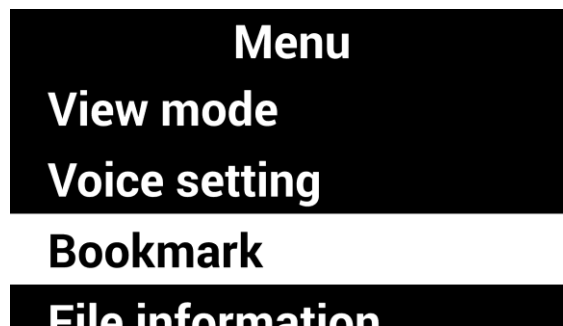 Menu
View mode
Voice setting
Bookmark
File information